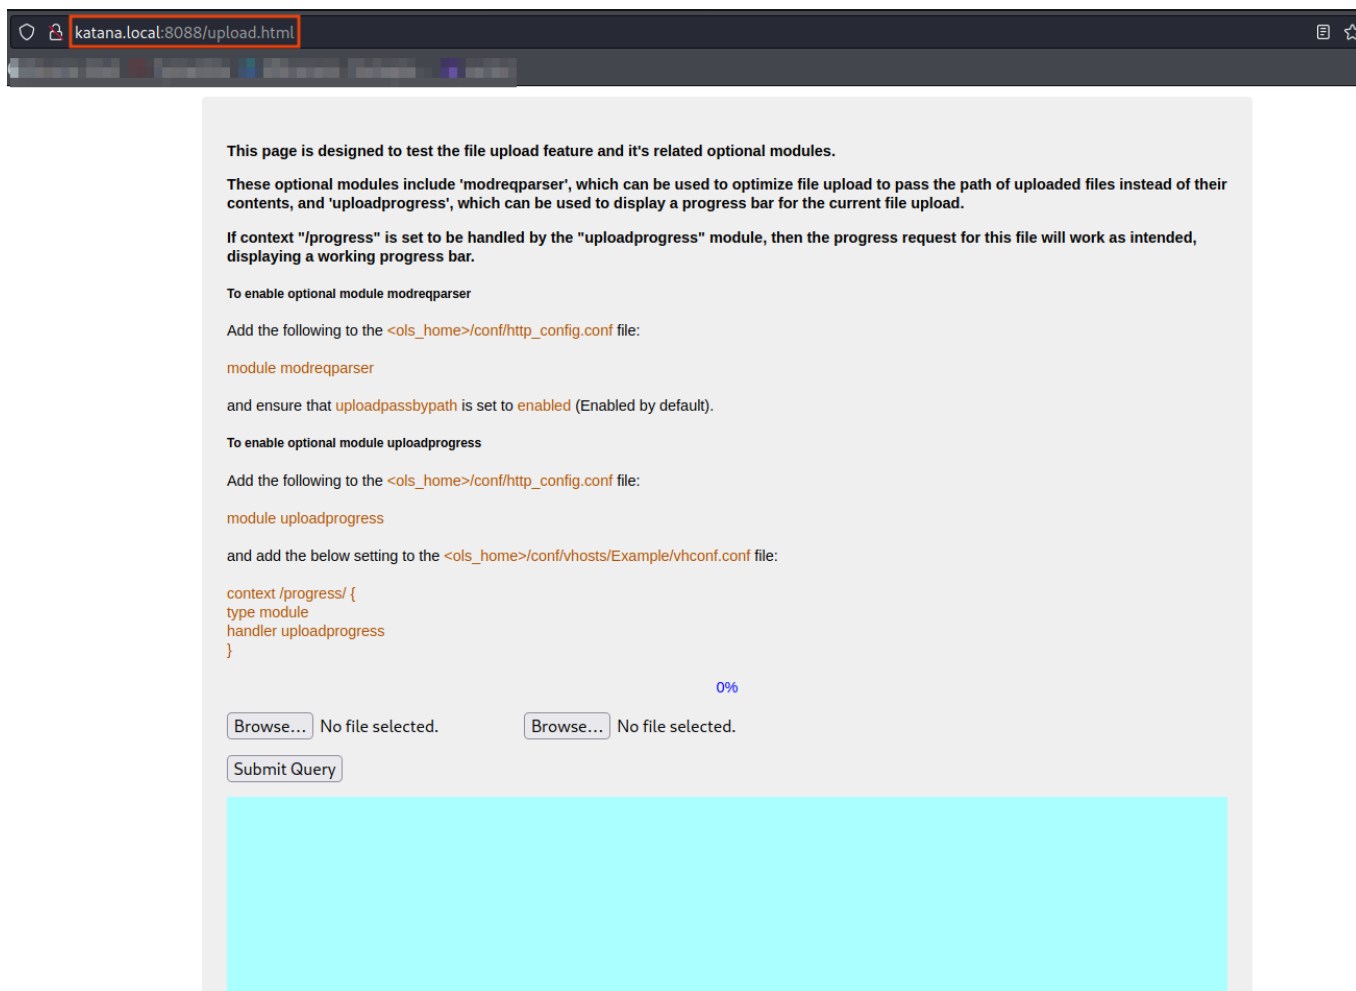 katana.local:8088/upload.html
This page is designed to test the file upload feature and it's related optional modules.
These optional modules include 'modreqparser', which can be used to optimize file upload to pass the path of uploaded files instead of their
contents, and 'uploadprogress', which can be used to display a progress bar for the current file upload.
If context "/progress" is set to be handled by the "uploadprogress" module, then the progress request for this file will work as intended,
displaying a working progress bar.
To enable optional module modreqparser
Add the following to the <ols_home>/conf/http_config.conf file:
module modreqparser
and ensure that uploadpassbypath is set to enabled (Enabled by default).
To enable optional module uploadprogress
Add the following to the <ols_home>/conf/http_config.conf file:
module uploadprogress
and add the below setting to the <ols_home>/conf/vhosts/Example/vhconf.conf file:
context /progress/ {
type module
handler uploadprogress
}
0%
Browse... No file selected. Browse... No file selected.
Submit Query